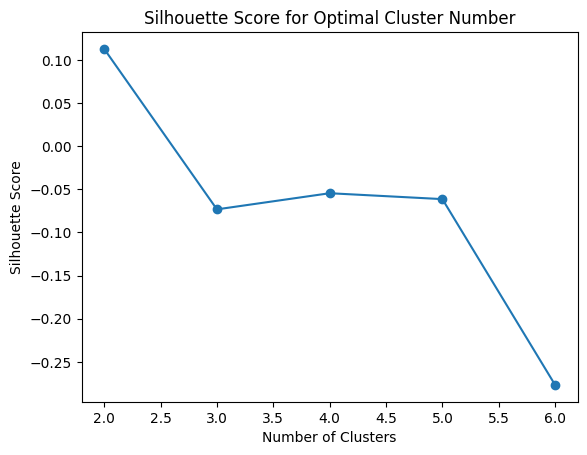 Silhouette Score for Optimal Cluster Number
0.10
0.05
0.00
−0.05
−0.10
−0.15
−0.20
−0.25
Silhouette Score
2.0 2.5 3.0 3.5 4.0 4.5 5.0 5.5 6.0
Number of Clusters